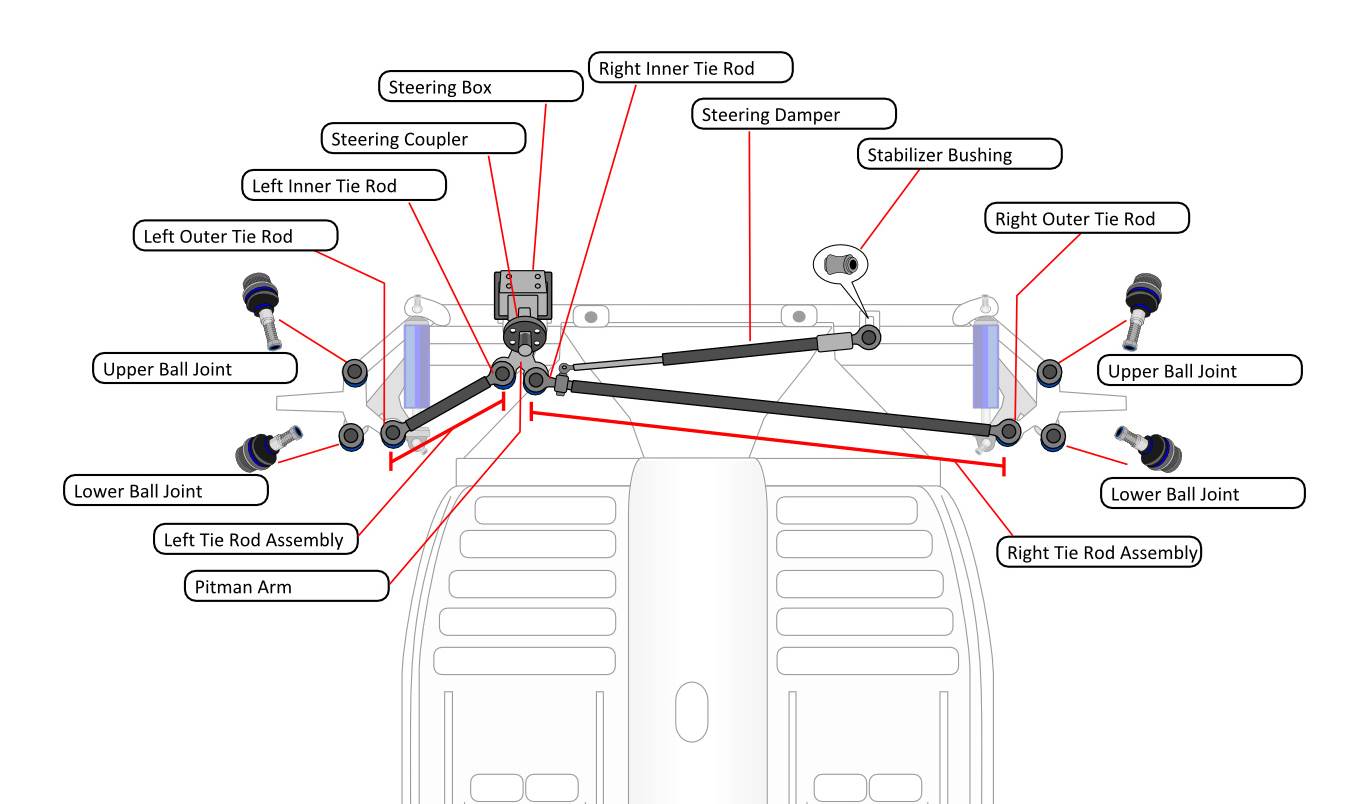 Right Inner Tie Rod
Steering Box
Steering Damper
Steering Coupler
Stabilizer Bushing
Left Inner Tie Rod
Right Outer Tie Rod
Left Outer Tie Rod
Upper Ball Joint
Upper Ball Joint
Lower Ball Joint
Lower Ball Joint
Left Tie Rod Assembly
Right Tie Rod Assembly
Pitman Arm